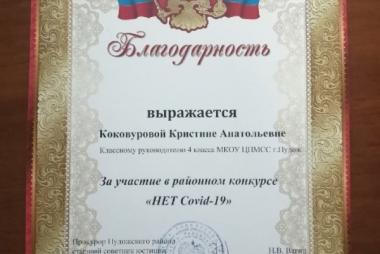 Благодарность
выражается
Коковуровой Кристине Анатольевне
Классному руководителю 4 класса МКОУ ЦПМСС г.Пудож
За участие в районном конкурсе
«НЕТ Covid-19»
Прокурор Пудожского района
старший советник юстиции
Н.В.